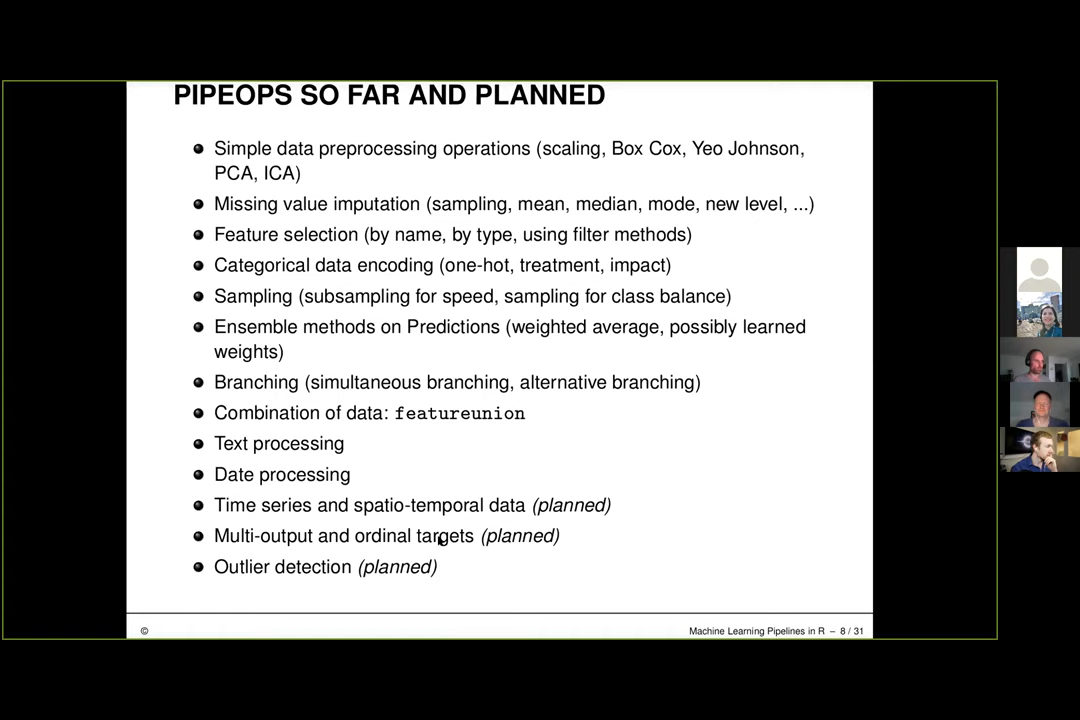 PIPEOPS SO FAR AND PLANNED
Simple data preprocessing operations (scaling, Box Cox, Yeo Johnson,
PCA, ICA)
Missing value imputation (sampling, mean, median, mode, new level, ...)
Feature selection (by name, by type, using filter methods)
Categorical data encoding (one-hot, treatment, impact)
Sampling (subsampling for speed, sampling for class balance)
Ensemble methods on Predictions (weighted average, possibly learned
weights)
Branching (simultaneous branching, alternative branching)
Combination of data: featureunion
Text processing
Date processing
Time series and spatio-temporal data (planned)
Multi-output and ordinal targets (planned)
Outlier detection (planned)
© Machine Learning Pipelines in R – 8 / 31